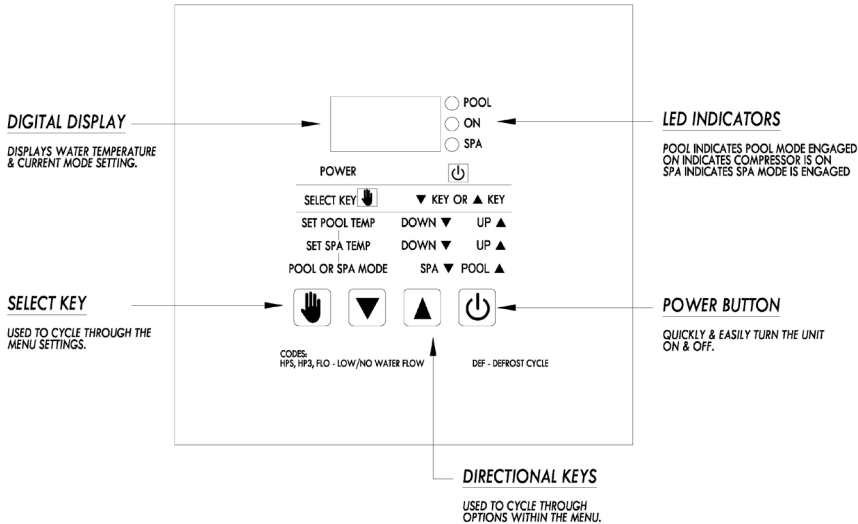 DIGITAL DISPLAY
DISPLAYS WATER TEMPERATURE
& CURRENT MODE SETTING.
POOL
ON
SPA
LED INDICATORS
POOL INDICATES POOL MODE ENGAGED
ON INDICATES COMPRESSOR IS ON
SPA INDICATES SPA MODE IS ENGAGED
POWER
SELECT KEY ▼ KEY OR ▲ KEY
SET POOL TEMP DOWN ▼ UP ▲
SET SPA TEMP DOWN ▼ UP ▲
POOL OR SPA MODE SPA ▼ POOL ▲
SELECT KEY
USED TO CYCLE THROUGH THE
MENU SETTINGS.
POWER BUTTON
QUICKLY & EASILY TURN THE UNIT
ON & OFF.
CODES:
HPS, HP3, FLO - LOW/NO WATER FLOW DEF - DEFROST CYCLE
DIRECTIONAL KEYS
USED TO CYCLE THROUGH
OPTIONS WITHIN THE MENU.